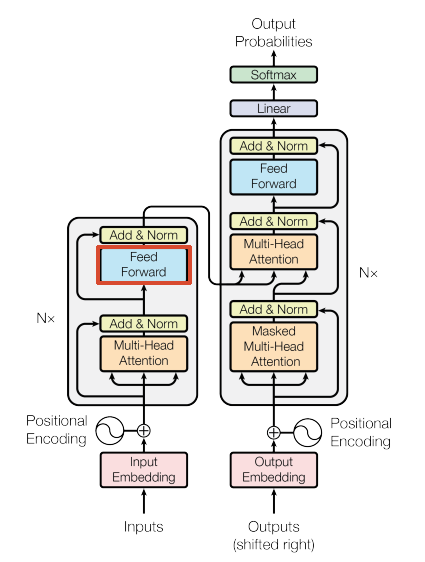 Output
Probabilities
Softmax
Linear
Add & Norm
Feed
Forward
Add & Norm
Multi-Head
Attention
Add & Norm
Masked
Multi-Head
Attention
Nx
Add & Norm
Feed
Forward
Nx
Add & Norm
Multi-Head
Attention
Positional
Encoding
Positional
Encoding
Input
Embedding
Output
Embedding
Inputs
Outputs
(shifted right)